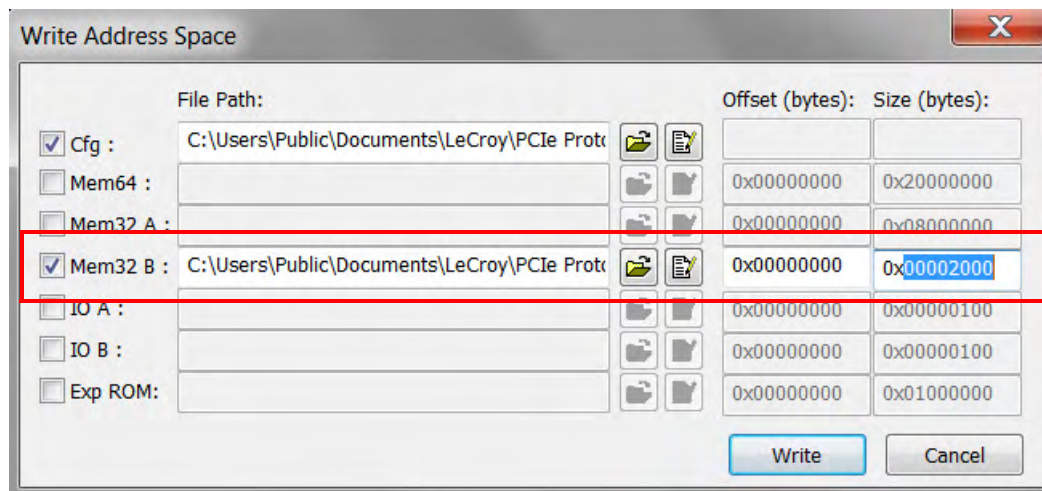 Write Address Space
X
File Path: Offset (bytes): Size (bytes):
Cfg : C:\Users\Public\Documents\LeCroy\PCIe Proto
Mem64 : 0x00000000 0x20000000
Mem32 A : 0x00000000 0x08000000
Mem32 B : C:\Users\Public\Documents\LeCroy\PCIe Proto 0x00000000 0x00002000
IO A : 0x00000000 0x00000100
IO B : 0x00000000 0x00000100
Exp ROM: 0x00000000 0x01000000
Write Cancel